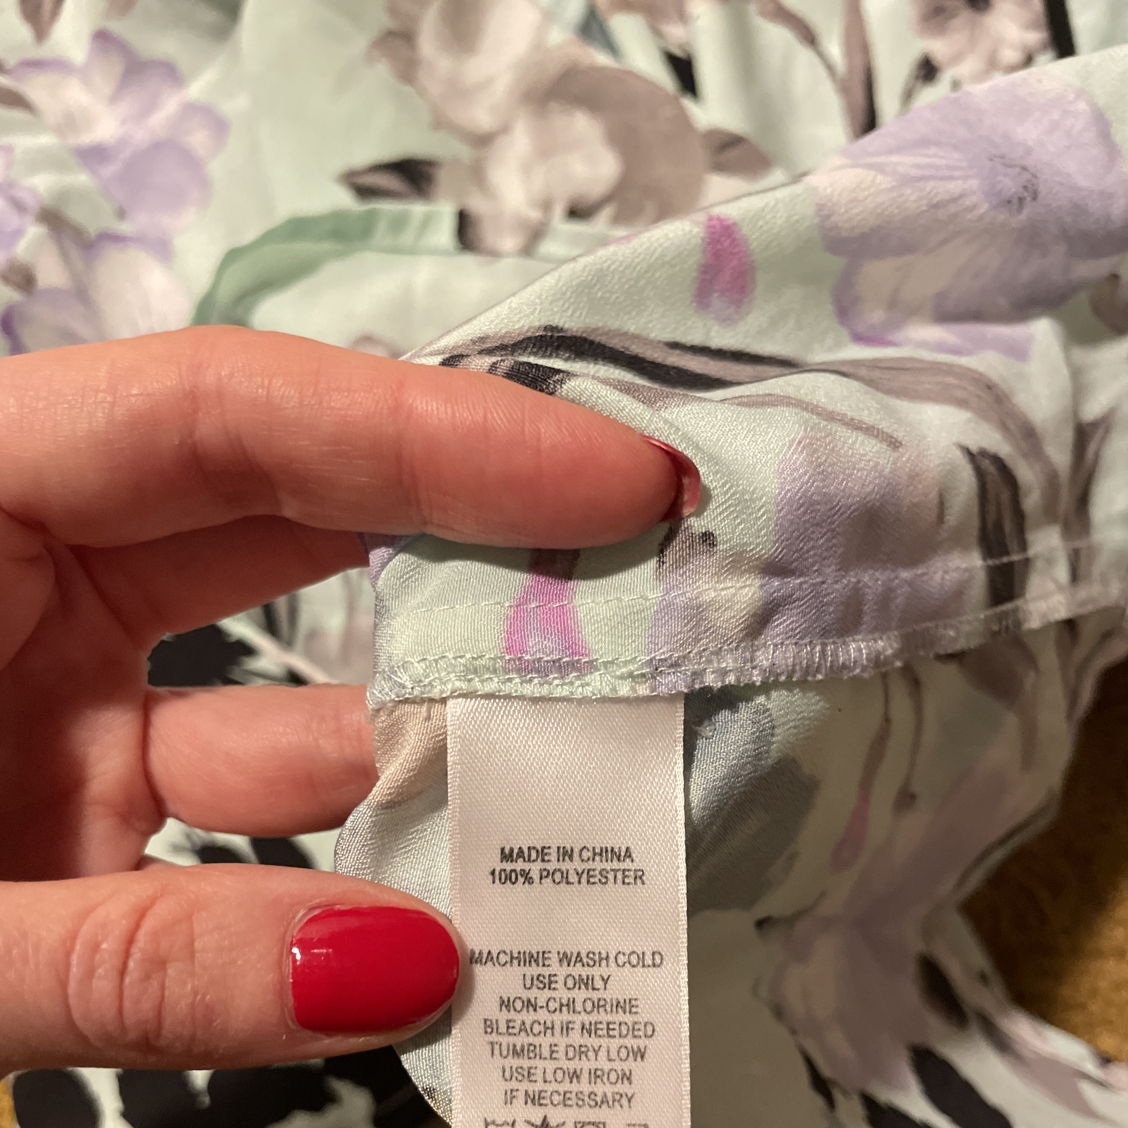 MADE IN CHINA
100% POLYESTER
MACHINE WASH COLD
USE ONLY
NON-CHLORINE
BLEACH IF NEEDED
TUMBLE DRY LOW
USE LOW IRON
IF NECESSARY